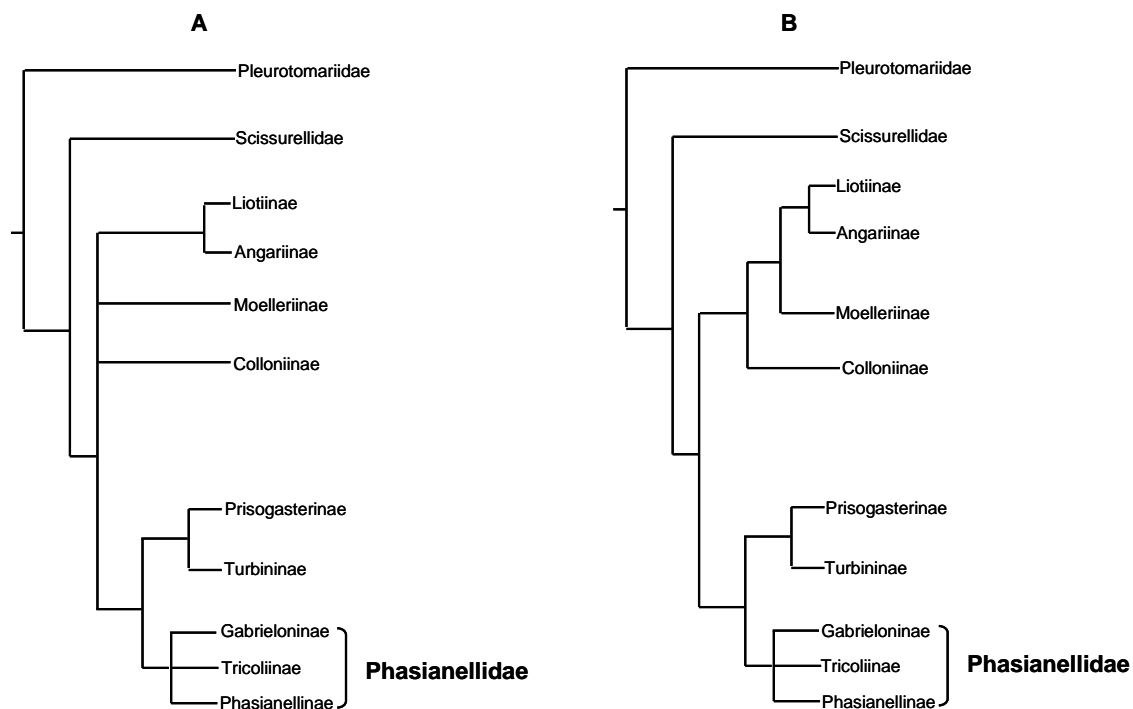 A
Pleurotomariidae
Scissurellidae
Liotiinae
Angariinae
Moelleriinae
Colloniinae
Prisogasterinae
Turbininae
Gabrieloninae
Tricoliinae
Phasianellinae
Phasianellidae
B
Pleurotomariidae
Scissurellidae
Liotiinae
Angariinae
Moelleriinae
Colloniinae
Prisogasterinae
Turbininae
Gabrieloninae
Tricoliinae
Phasianellinae
Phasianellidae